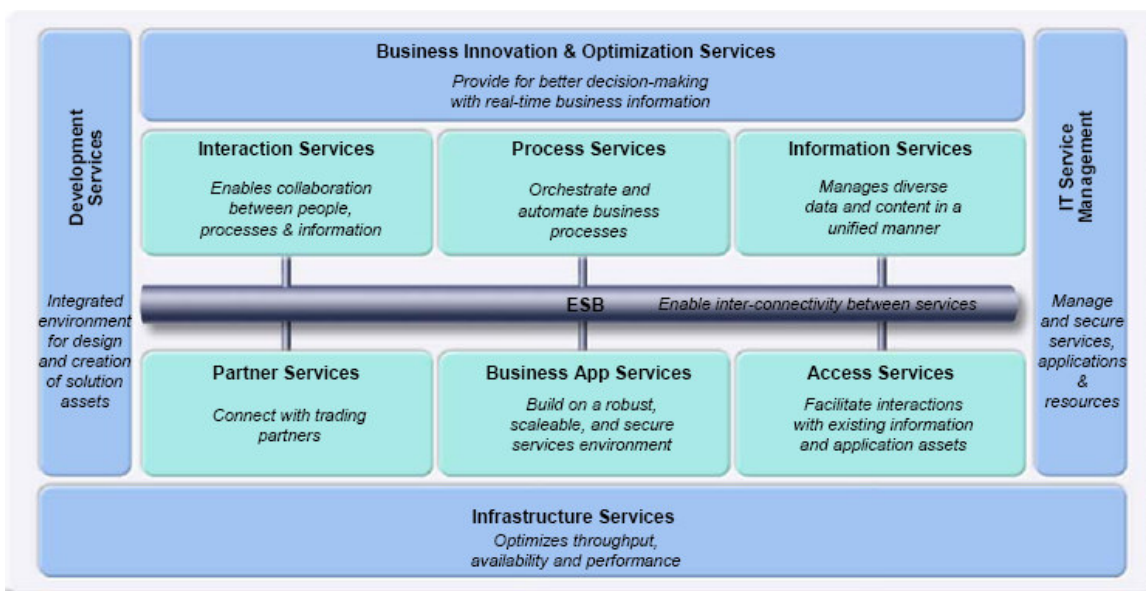 Business Innovation & Optimization Services
Provide for better decision-making
with real-time business information
Development
Services
Integrated
environment
for design
and creation
of solution
assets
Interaction Services
Enables collaboration
between people,
processes & information
Process Services
Orchestrate and
automate business
processes
Information Services
Manages diverse
data and content in a
unified manner
IT Service
Management
Manage
and secure
services,
applications
&
resources
ESB
Enable inter-connectivity between services
Partner Services
Connect with trading
partners
Business App Services
Build on a robust,
scaleable, and secure
services environment
Access Services
Facilitate interactions
with existing information
and application assets
Infrastructure Services
Optimizes throughput,
availability and performance